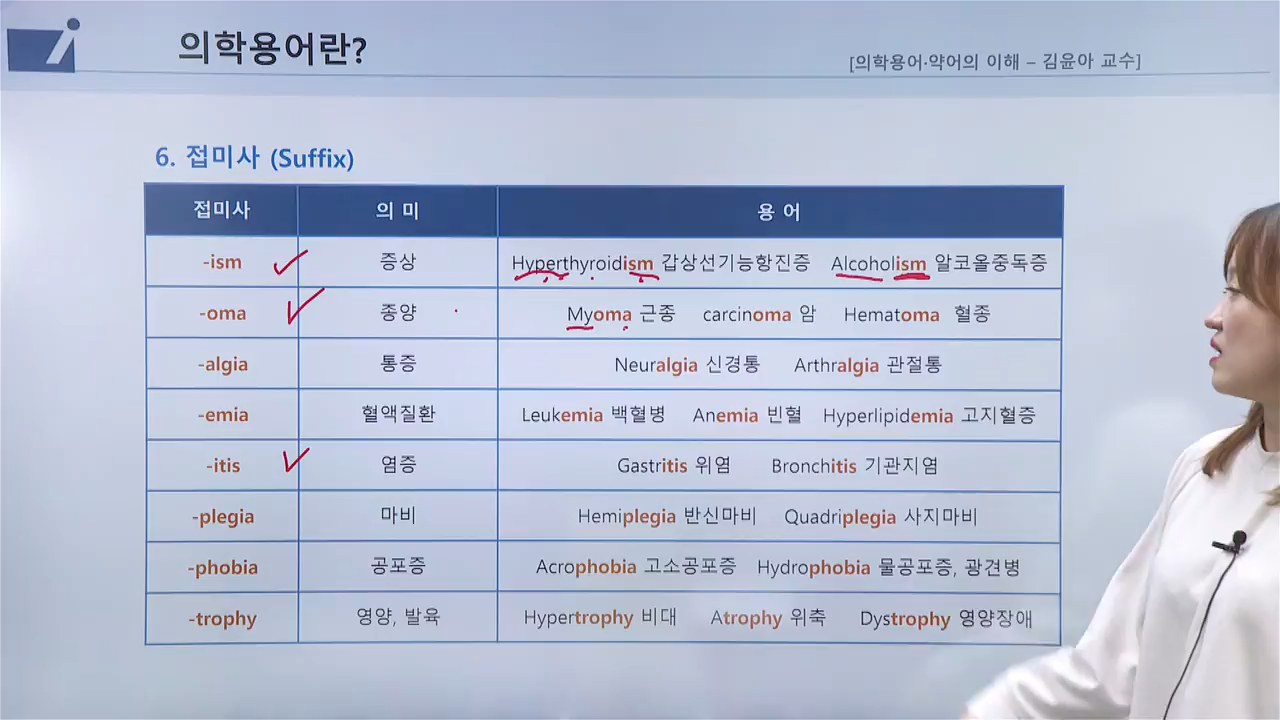 의학용어란?
[의학용어·약어의 이해 – 김윤아 교수]
6. 접미사 (Suffix)
접미사 의 미 용 어
-ism 증상 Hyperthyroidism 갑상선기능항진증 Alcoholism 알코올중독증
-oma 종양 Myoma 근종 carcinoma 암 Hematoma 혈종
-algia 통증 Neuralgia 신경통 Arthralgia 관절통
-emia 혈액질환 Leukemia 백혈병 Anemia 빈혈 Hyperlipidemia 고지혈증
-itis 염증 Gastritis 위염 Bronchitis 기관지염
-plegia 마비 Hemiplegia 반신마비 Quadriplegia 사지마비
-phobia 공포증 Acrophobia 고소공포증 Hydrophobia 물공포증, 광견병
-trophy 영양, 발육 Hypertrophy 비대 Atrophy 위축 Dystrophy 영양장애